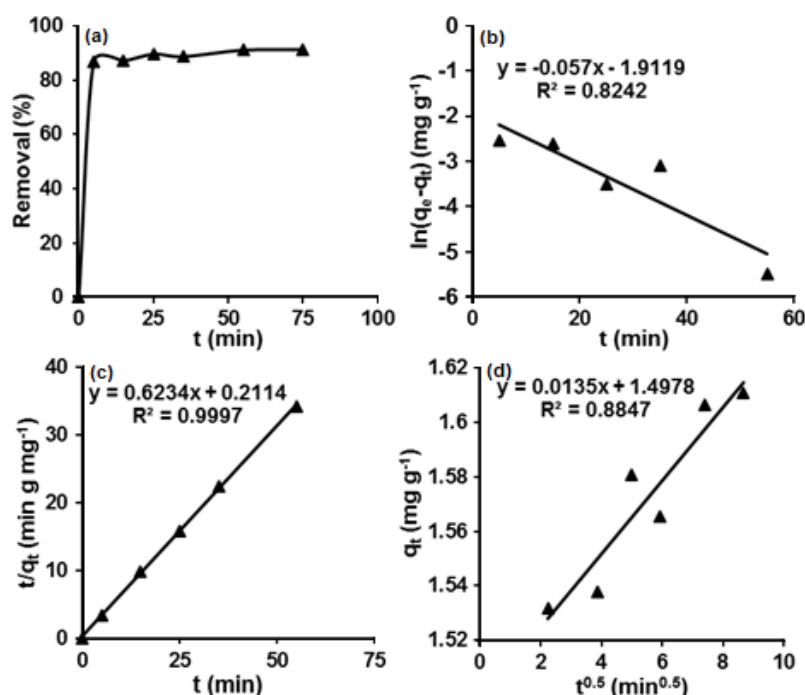 (a)
100
80
60
40
20
0
Removal (%)
0 25 50 75 100
t (min)
(b)
y = -0.057x - 1.9119
R² = 0.8242
0
-1
-2
-3
-4
-5
-6
ln(qₑ-qₜ) (mg g⁻¹)
0 20 40 60
t (min)
(c)
y = 0.6234x + 0.2114
R² = 0.9997
40
30
20
10
0
t/qₜ (min g mg⁻¹)
0 25 50 75
t (min)
(d)
y = 0.0135x + 1.4978
R² = 0.8847
1.62
1.6
1.58
1.56
1.54
1.52
qₜ (mg g⁻¹)
0 2 4 6 8 10
t⁰·⁵ (min⁰·⁵)